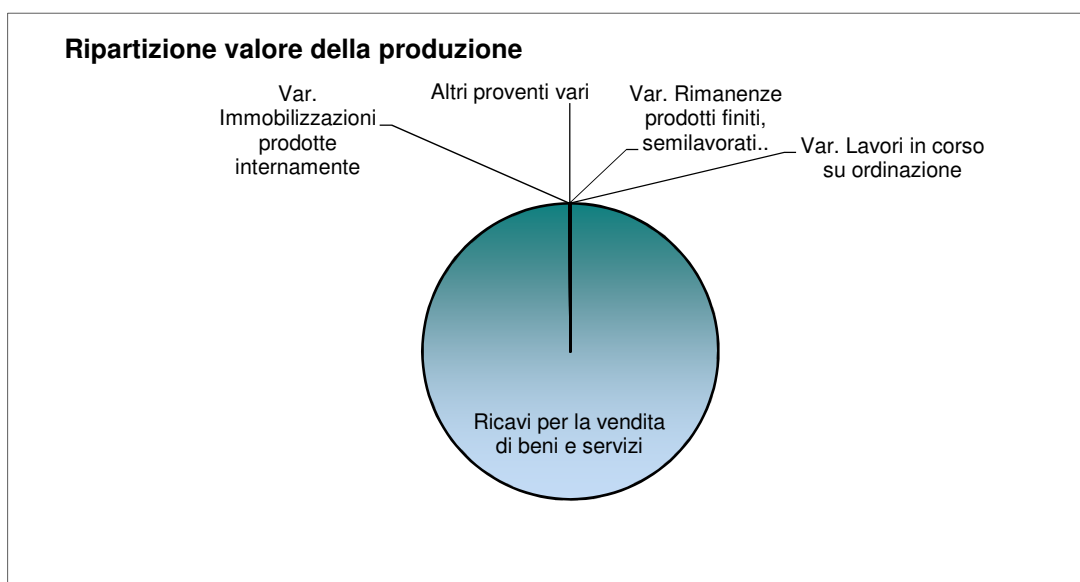 Ripartizione valore della produzione
Var.
Immobilizzazioni
prodotte
internamente
Altri proventi vari
Var. Rimanenze
prodotti finiti,
semilavorati..
Var. Lavori in corso
su ordinazione
Ricavi per la vendita
di beni e servizi